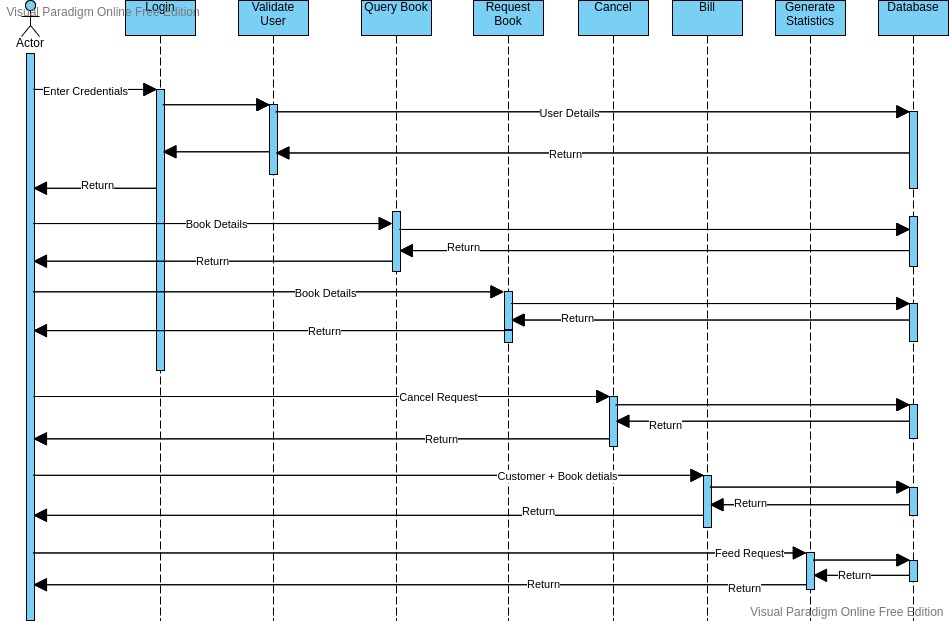 Visual Paradigm Online Free Edition
Login
Validate
User
Query Book
Request
Book
Cancel
Bill
Generate
Statistics
Database
Actor
Enter Credentials
User Details
Return
Return
Book Details
Return
Return
Book Details
Return
Return
Cancel Request
Return
Return
Customer + Book detials
Return
Return
Feed Request
Return
Return
Return
Visual Paradigm Online Free Edition